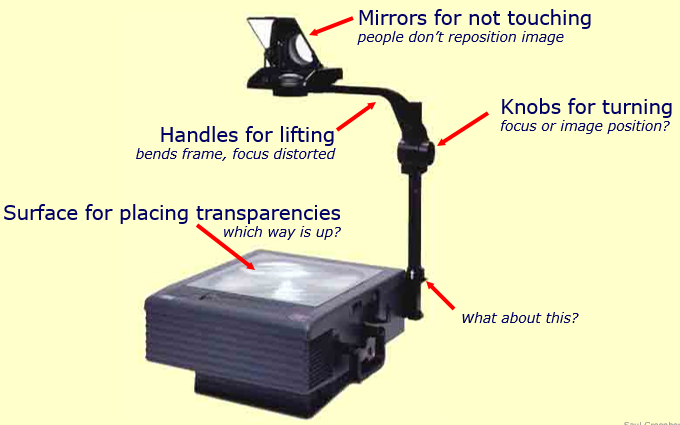 Mirrors for not touching
people don't reposition image
Knobs for turning
focus or image position?
Handles for lifting
bends frame, focus distorted
Surface for placing transparencies
which way is up?
What about this?